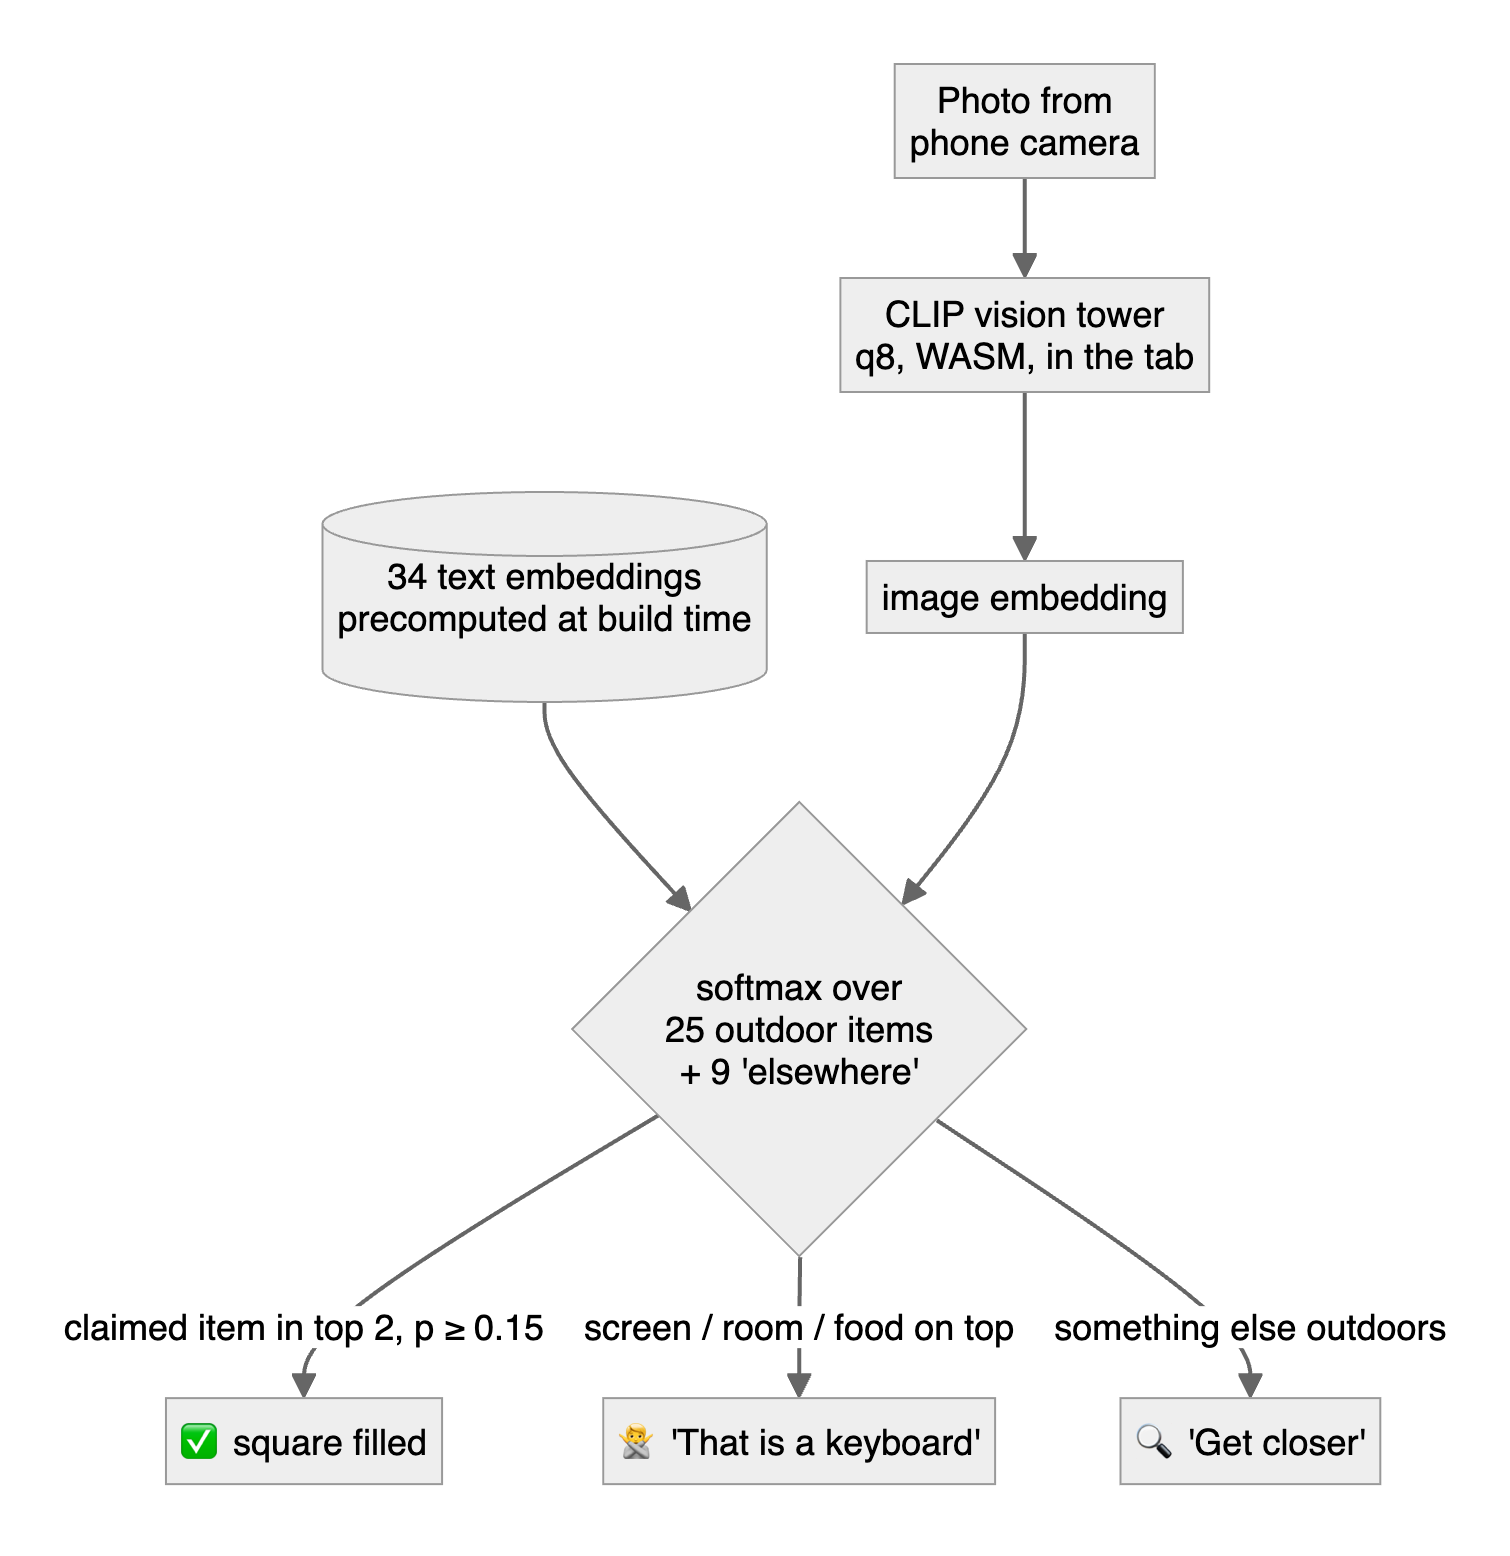 Photo from
phone camera
CLIP vision tower
q8, WASM, in the tab
34 text embeddings
precomputed at build time
image embedding
softmax over
25 outdoor items
+ 9 'elsewhere'
claimed item in top 2, p ≥ 0.15
screen / room / food on top
something else outdoors
✅ square filled
🙅 'That is a keyboard'
🔍 'Get closer'